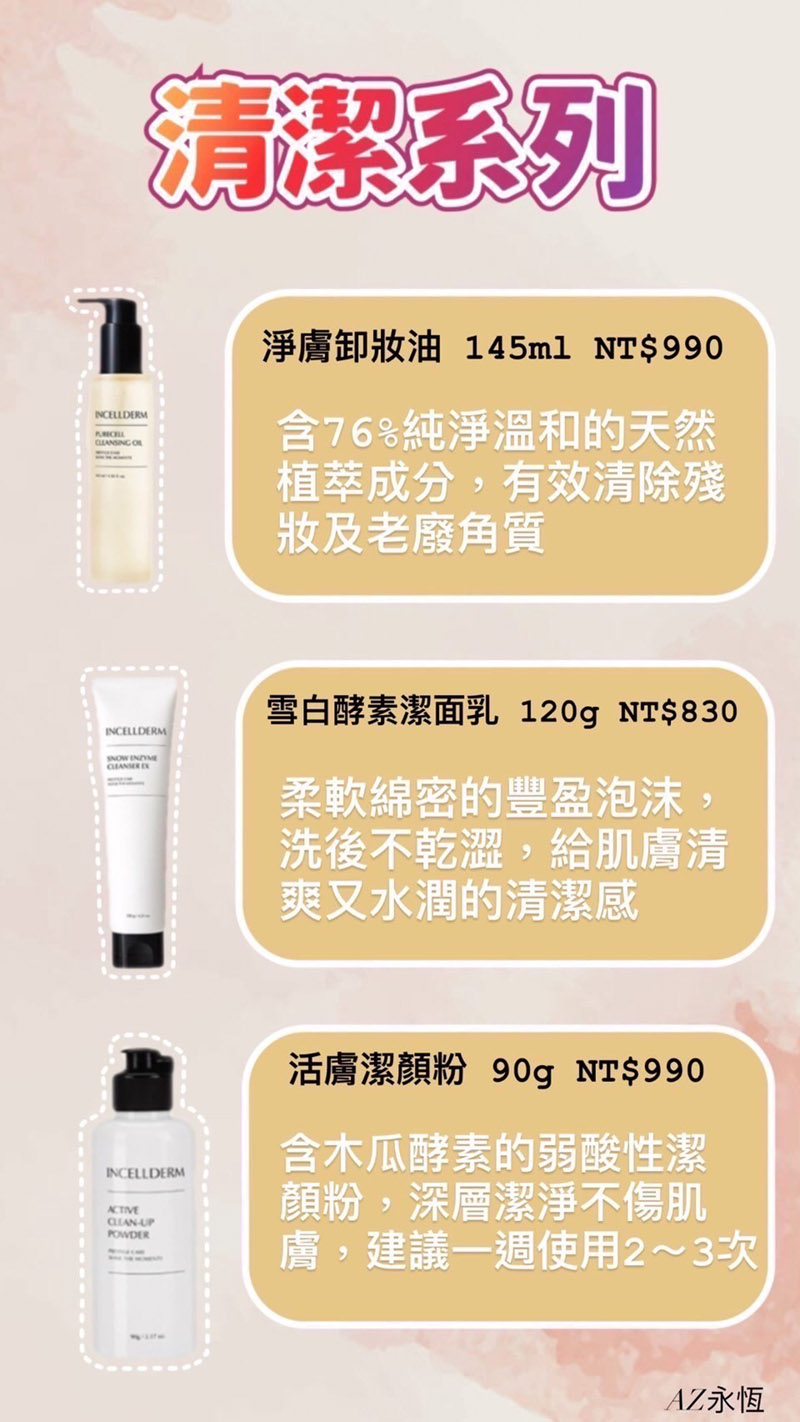 清潔系列
淨膚卸妝油 145ml NT$990
含76%純淨溫和的天然
植萃成分，有效清除殘
妝及老廢角質
INCELLDERM
PURECELL
CLEANSING OIL
雪白酵素潔面乳 120g NT$830
柔軟綿密的豐盈泡沫，
洗後不乾澀，給肌膚清
爽又水潤的清潔感
INCELLDERM
SNOW ENZYME
CLEANSER EX
活膚潔顏粉 90g NT$990
含木瓜酵素的弱酸性潔
顏粉，深層潔淨不傷肌
膚，建議一週使用2～3次
INCELLDERM
ACTIVE
CLEAN-UP
POWDER
AZ永恆